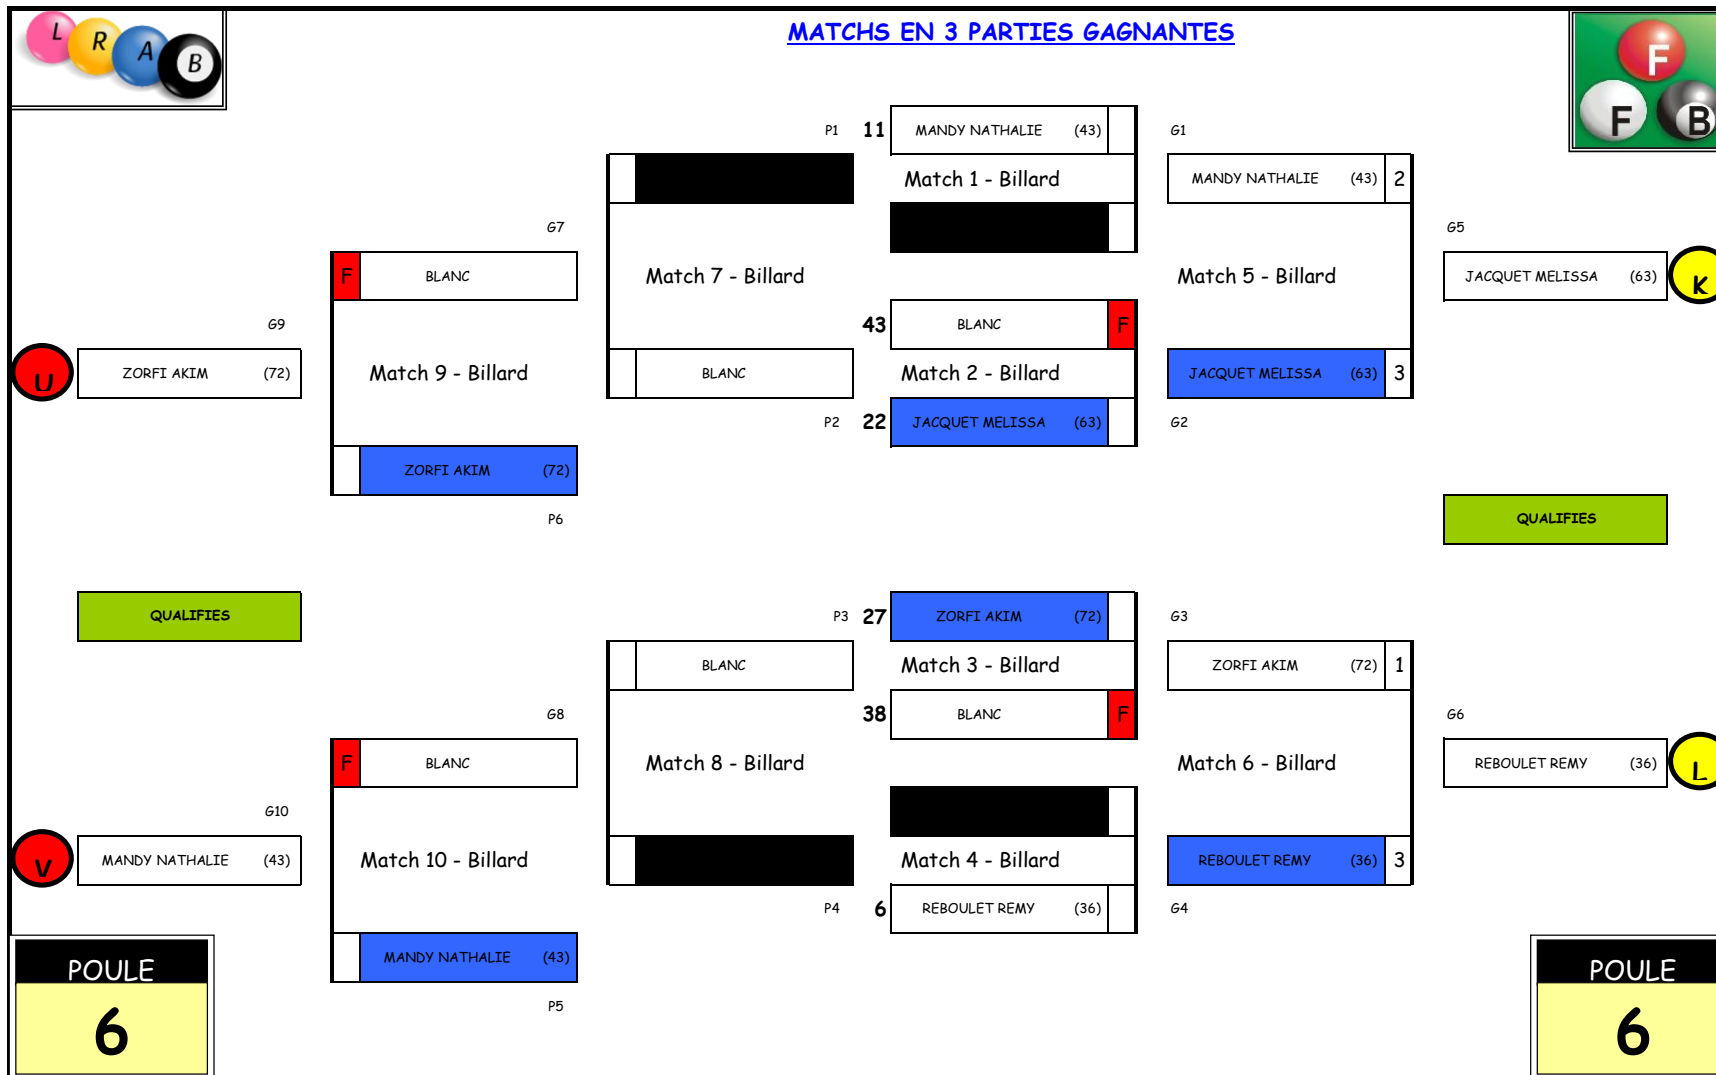 L R A B
MATCHS EN 3 PARTIES GAGNANTES
F
F B
P1 11 MANDY NATHALIE (43) G1
Match 1 - Billard MANDY NATHALIE (43) 2
G7 G5
F BLANC Match 7 - Billard Match 5 - Billard JACQUET MELISSA (63) K
G9 43 BLANC F
U ZORFI AKIM (72) Match 9 - Billard BLANC Match 2 - Billard JACQUET MELISSA (63) 3
P2 22 JACQUET MELISSA (63) G2
ZORFI AKIM (72)
P6 QUALIFIES
QUALIFIES P3 27 ZORFI AKIM (72) G3
BLANC Match 3 - Billard ZORFI AKIM (72) 1
G8 38 BLANC F G6
F BLANC Match 8 - Billard Match 6 - Billard REBOULET REMY (36) L
G10
V MANDY NATHALIE (43) Match 10 - Billard Match 4 - Billard REBOULET REMY (36) 3
P4 6 REBOULET REMY (36) G4
MANDY NATHALIE (43)
POULE POULE
P5
6 6